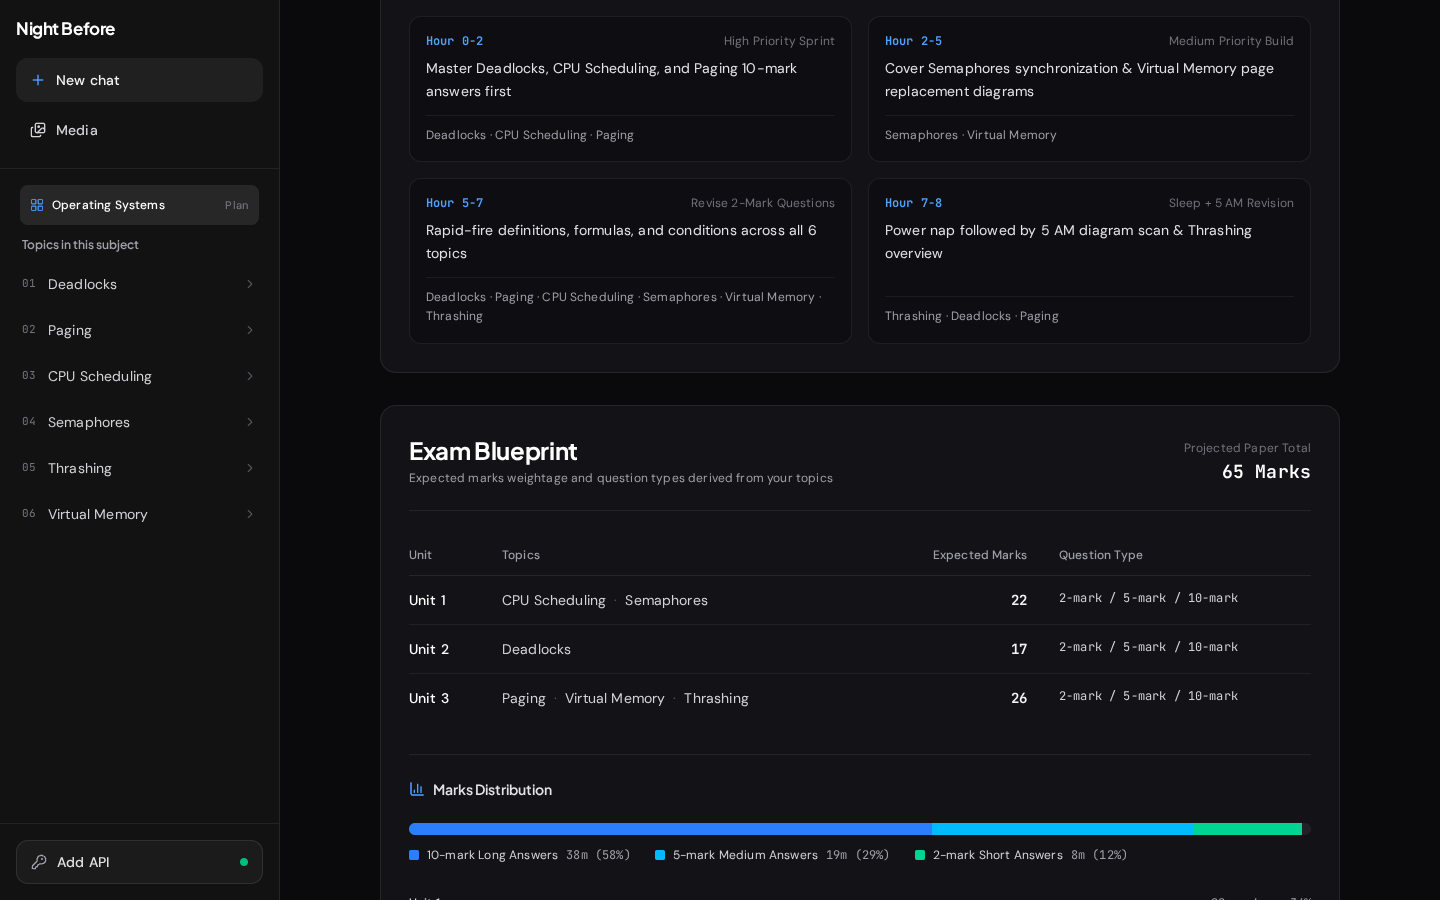 Night Before
New chat
Media
Operating Systems Plan
Topics in this subject
01 Deadlocks
02 Paging
03 CPU Scheduling
04 Semaphores
05 Thrashing
06 Virtual Memory
Add API
Hour 0-2 High Priority Sprint
Master Deadlocks, CPU Scheduling, and Paging 10-mark
answers first
Deadlocks · CPU Scheduling · Paging
Hour 2-5 Medium Priority Build
Cover Semaphores synchronization & Virtual Memory page
replacement diagrams
Semaphores · Virtual Memory
Hour 5-7 Revise 2-Mark Questions
Rapid-fire definitions, formulas, and conditions across all 6
topics
Deadlocks · Paging · CPU Scheduling · Semaphores · Virtual Memory ·
Thrashing
Hour 7-8 Sleep + 5 AM Revision
Power nap followed by 5 AM diagram scan & Thrashing
overview
Thrashing · Deadlocks · Paging
Exam Blueprint
Expected marks weightage and question types derived from your topics
Projected Paper Total
65 Marks
Unit Topics Expected Marks Question Type
Unit 1 CPU Scheduling · Semaphores 22 2-mark / 5-mark / 10-mark
Unit 2 Deadlocks 17 2-mark / 5-mark / 10-mark
Unit 3 Paging · Virtual Memory · Thrashing 26 2-mark / 5-mark / 10-mark
Marks Distribution
10-mark Long Answers 38m (58%) 5-mark Medium Answers 19m (29%) 2-mark Short Answers 8m (12%)